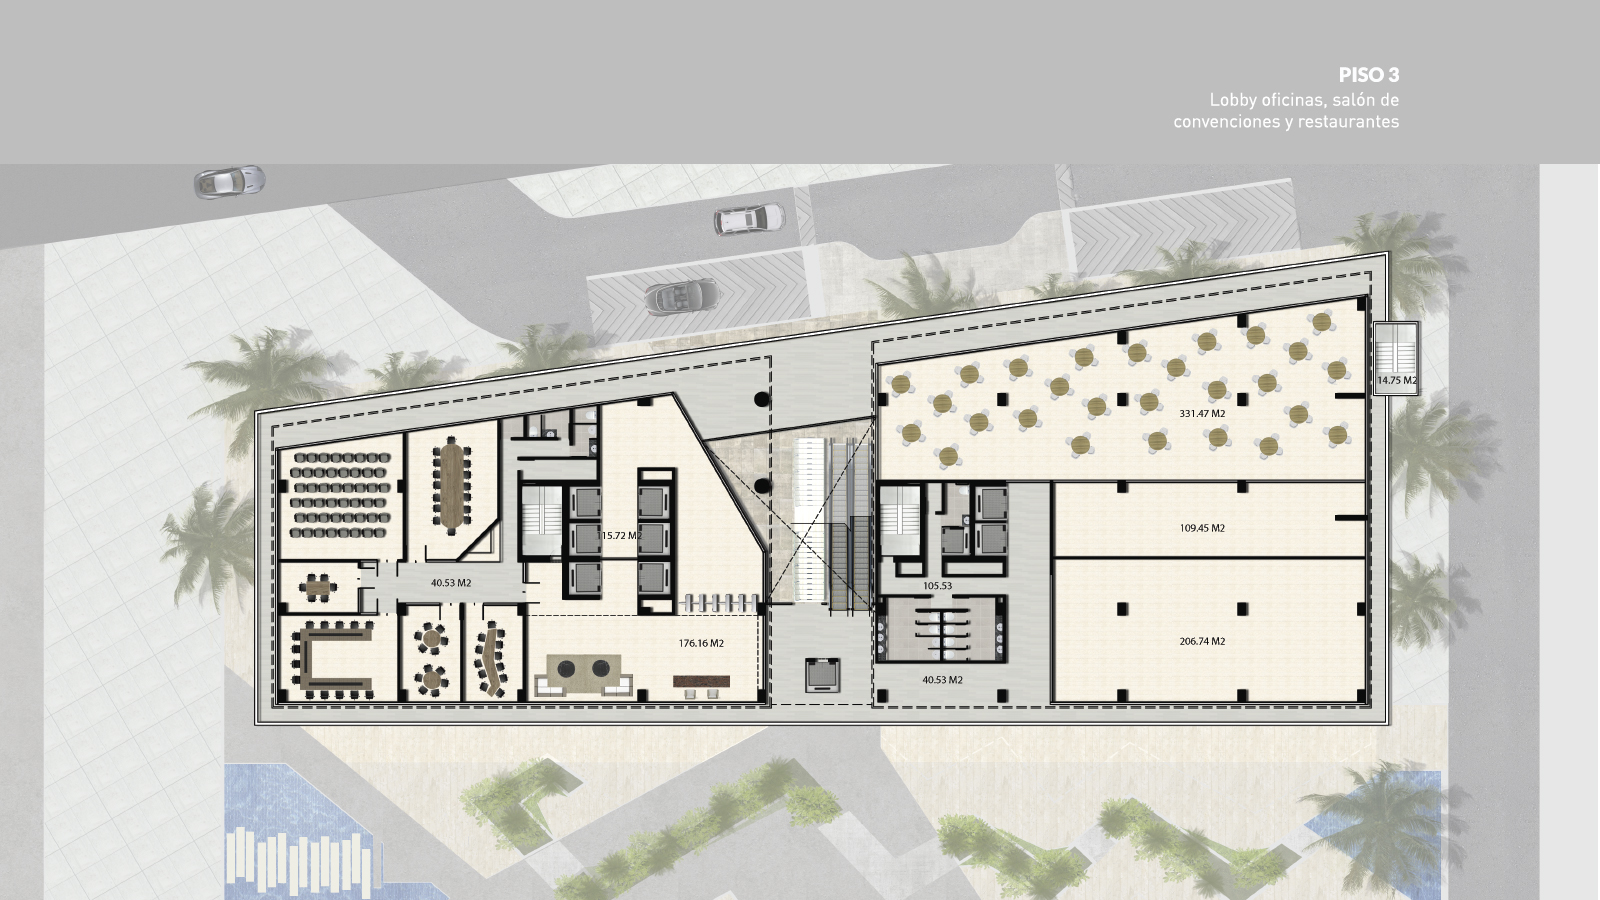 PISO 3
Lobby oficinas, salón de
convenciones y restaurantes
14.75 M2
331.47 M2
109.45 M2
15.72 M2
40.53 M2
105.53
176.16 M2
206.74 M2
40.53 M2